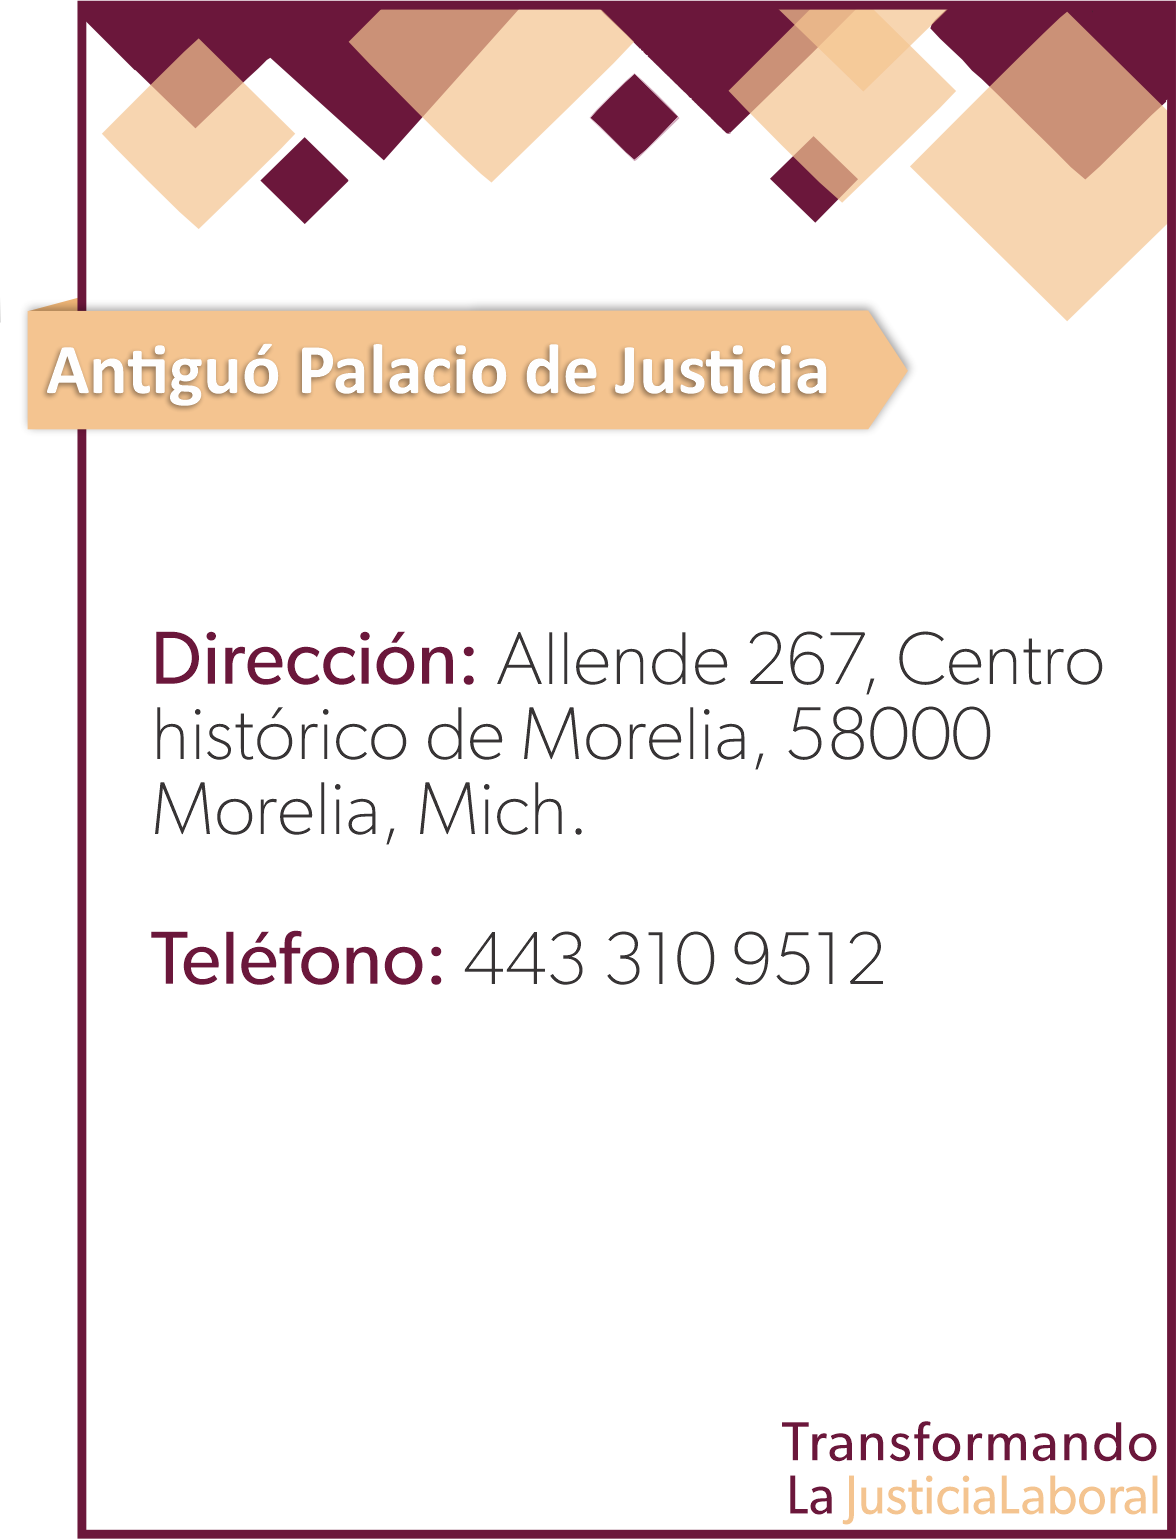 Antiguó Palacio de Justicia
Dirección: Allende 267, Centro
histórico de Morelia, 58000
Morelia, Mich.
Teléfono: 443 310 9512
Transformando
La JusticiaLaboral